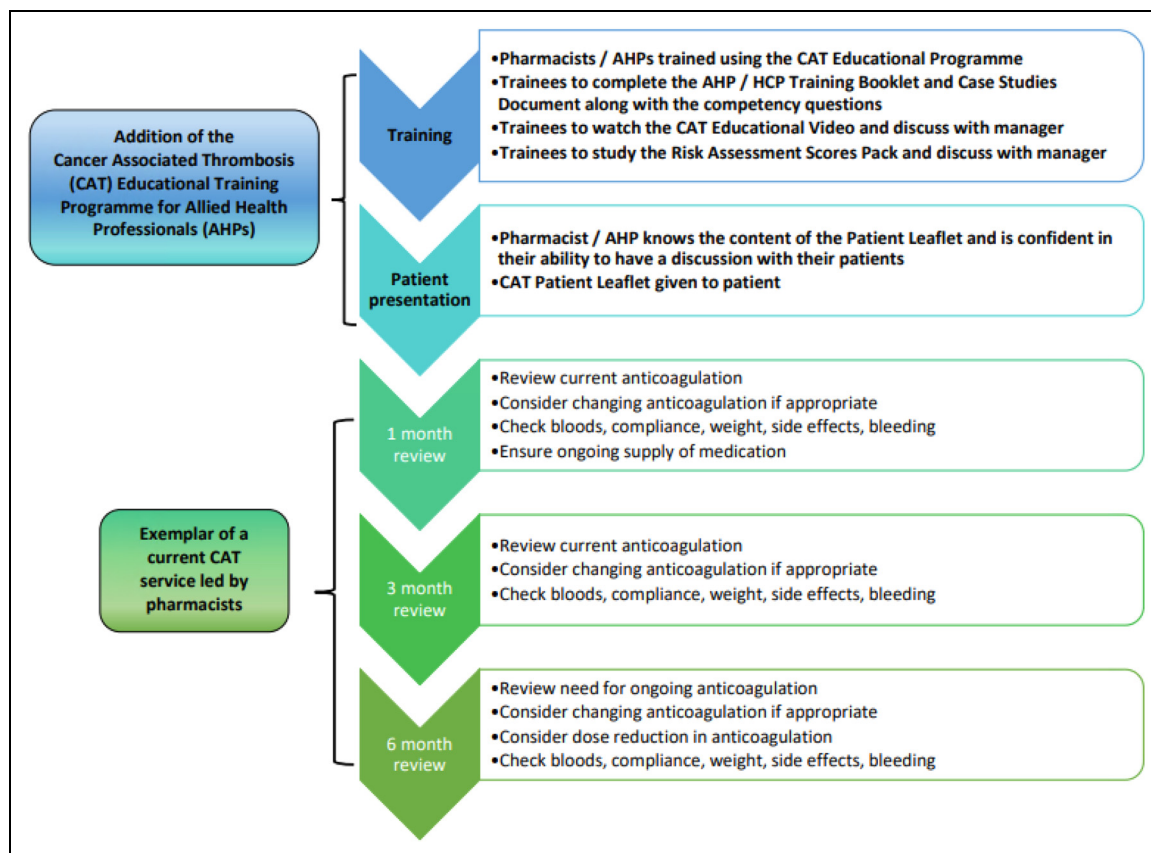 Addition of the
Cancer Associated Thrombosis
(CAT) Educational Training
Programme for Allied Health
Professionals (AHPs)
Training
•Pharmacists / AHPs trained using the CAT Educational Programme
•Trainees to complete the AHP / HCP Training Booklet and Case Studies
Document along with the competency questions
•Trainees to watch the CAT Educational Video and discuss with manager
•Trainees to study the Risk Assessment Scores Pack and discuss with manager
Patient
presentation
•Pharmacist / AHP knows the content of the Patient Leaflet and is confident in
their ability to have a discussion with their patients
•CAT Patient Leaflet given to patient
Exemplar of a
current CAT
service led by
pharmacists
1 month
review
•Review current anticoagulation
•Consider changing anticoagulation if appropriate
•Check bloods, compliance, weight, side effects, bleeding
•Ensure ongoing supply of medication
3 month
review
•Review current anticoagulation
•Consider changing anticoagulation if appropriate
•Check bloods, compliance, weight, side effects, bleeding
6 month
review
•Review need for ongoing anticoagulation
•Consider changing anticoagulation if appropriate
•Consider dose reduction in anticoagulation
•Check bloods, compliance, weight, side effects, bleeding